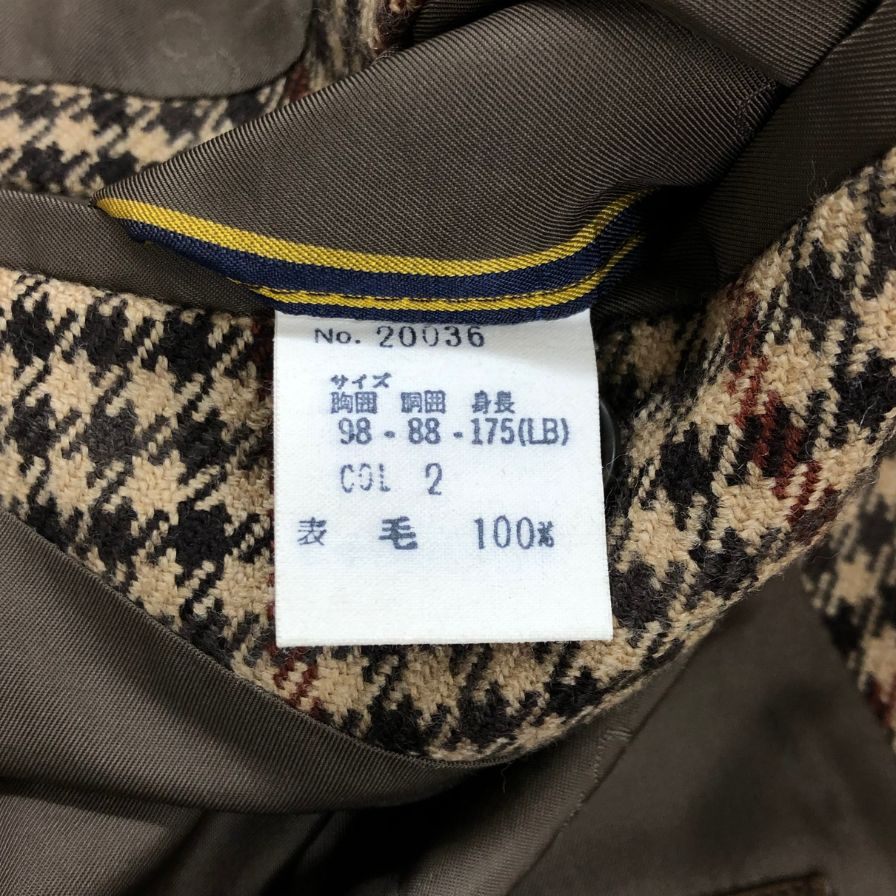 No. 20036
サイズ
胸囲 胴囲 身長
98 - 88 - 175(LB)
COL 2
表 毛 100%